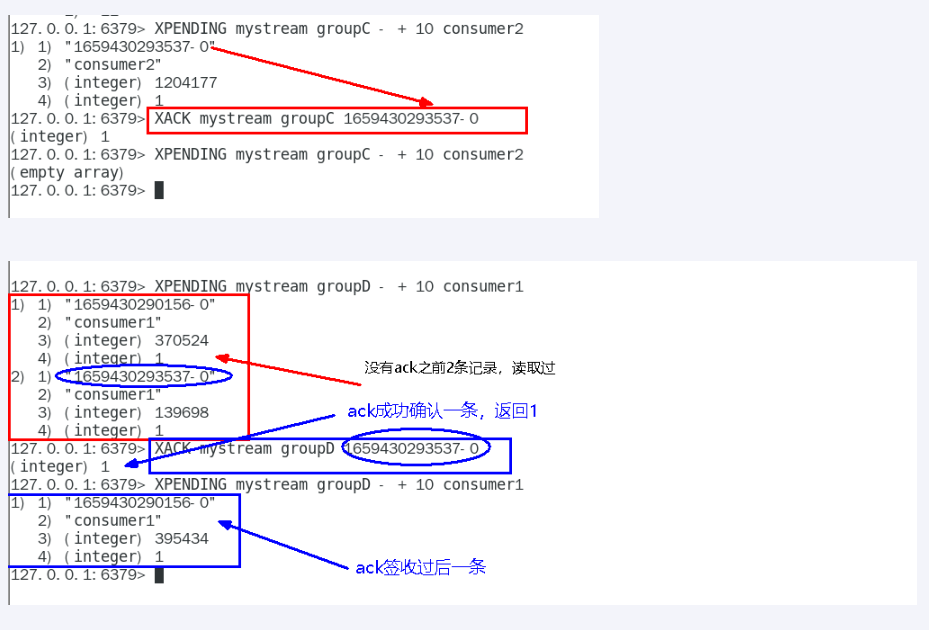 127.0.0.1:6379> XPENDING mystream groupC - + 10 consumer2
1) 1) "1659430293537-0"
2) "consumer2"
3) (integer) 1204177
4) (integer) 1
127.0.0.1:6379> XACK mystream groupC 1659430293537-0
(integer) 1
127.0.0.1:6379> XPENDING mystream groupC - + 10 consumer2
(empty array)
127.0.0.1:6379>
127.0.0.1:6379> XPENDING mystream groupD - + 10 consumer1
1) 1) "1659430290156-0"
2) "consumer1"
3) (integer) 370524
4) (integer) 1
没有ack之前2条记录，读取过
2) 1) "1659430293537-0"
2) "consumer1"
3) (integer) 139698
ack成功确认一条，返回1
4) (integer) 1
127.0.0.1:6379> XACK mystream groupD 1659430293537-0
(integer) 1
127.0.0.1:6379> XPENDING mystream groupD - + 10 consumer1
1) 1) "1659430290156-0"
2) "consumer1"
3) (integer) 395434
4) (integer) 1
ack签收过后一条
127.0.0.1:6379>